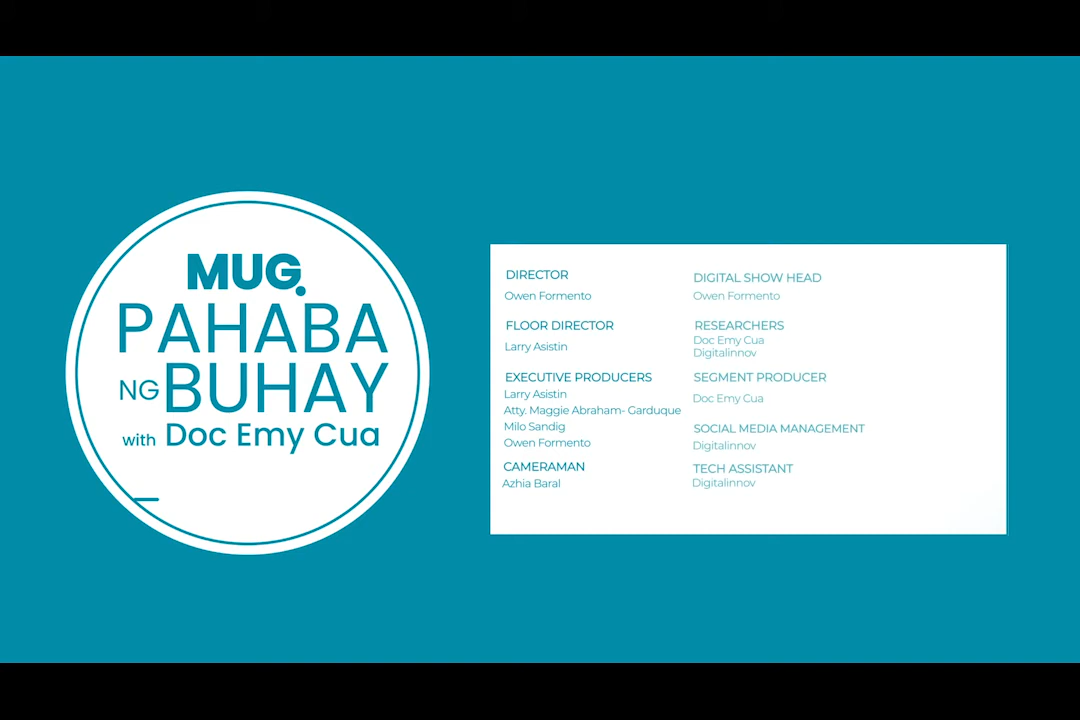 MUG.
PAHABA
NG BUHAY
with Doc Emy Cua
DIRECTOR
Owen Formento
FLOOR DIRECTOR
Larry Asistin
EXECUTIVE PRODUCERS
Larry Asistin
Atty. Maggie Abraham- Garduque
Milo Sandig
Owen Formento
CAMERAMAN
Azhia Baral
DIGITAL SHOW HEAD
Owen Formento
RESEARCHERS
Doc Emy Cua
Digitalinnov
SEGMENT PRODUCER
Doc Emy Cua
SOCIAL MEDIA MANAGEMENT
Digitalinnov
TECH ASSISTANT
Digitalinnov